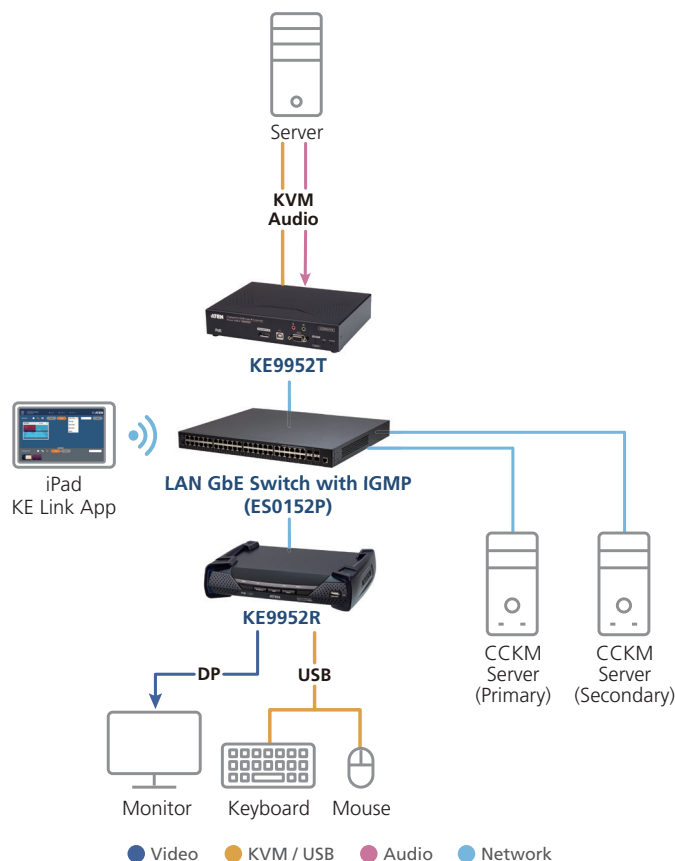 Server
KVM
Audio
ATEN
KE9952T
iPad
KE Link App
LAN GbE Switch with IGMP
(ES0152P)
KE9952R
CCKM
Server
(Primary)
CCKM
Server
(Secondary)
DP
USB
Monitor
Keyboard
Mouse
Video
KVM / USB
Audio
Network